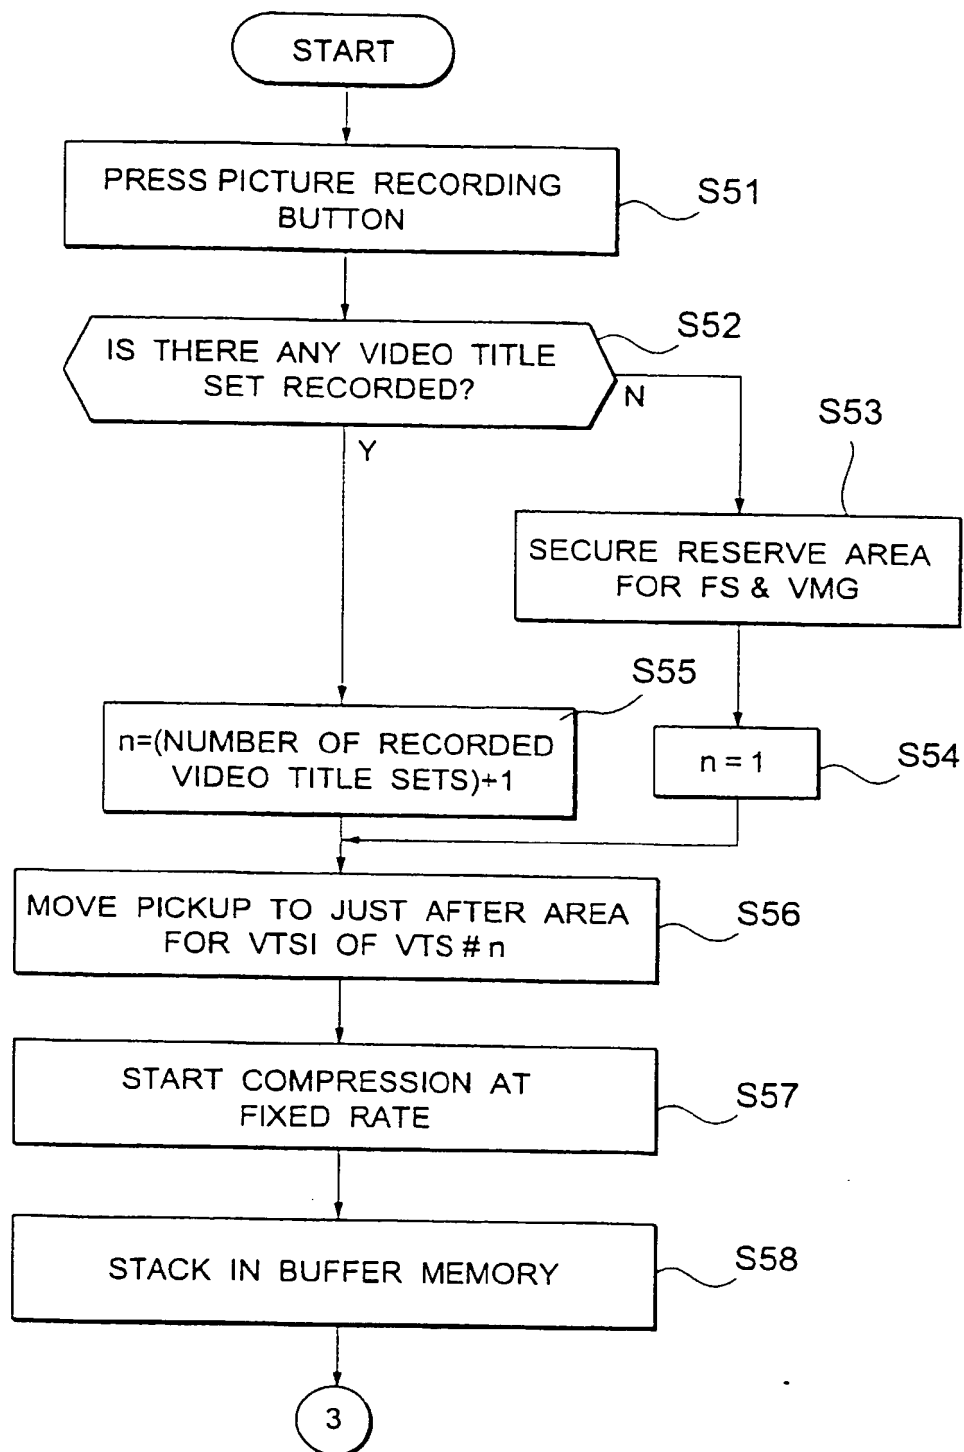 START
PRESS PICTURE RECORDING
BUTTON
S51
IS THERE ANY VIDEO TITLE
SET RECORDED?
S52
N
Y
S53
SECURE RESERVE AREA
FOR FS & VMG
S55
n=(NUMBER OF RECORDED
VIDEO TITLE SETS)+1
n = 1
S54
MOVE PICKUP TO JUST AFTER AREA
FOR VTSI OF VTS # n
S56
START COMPRESSION AT
FIXED RATE
S57
STACK IN BUFFER MEMORY
S58
3